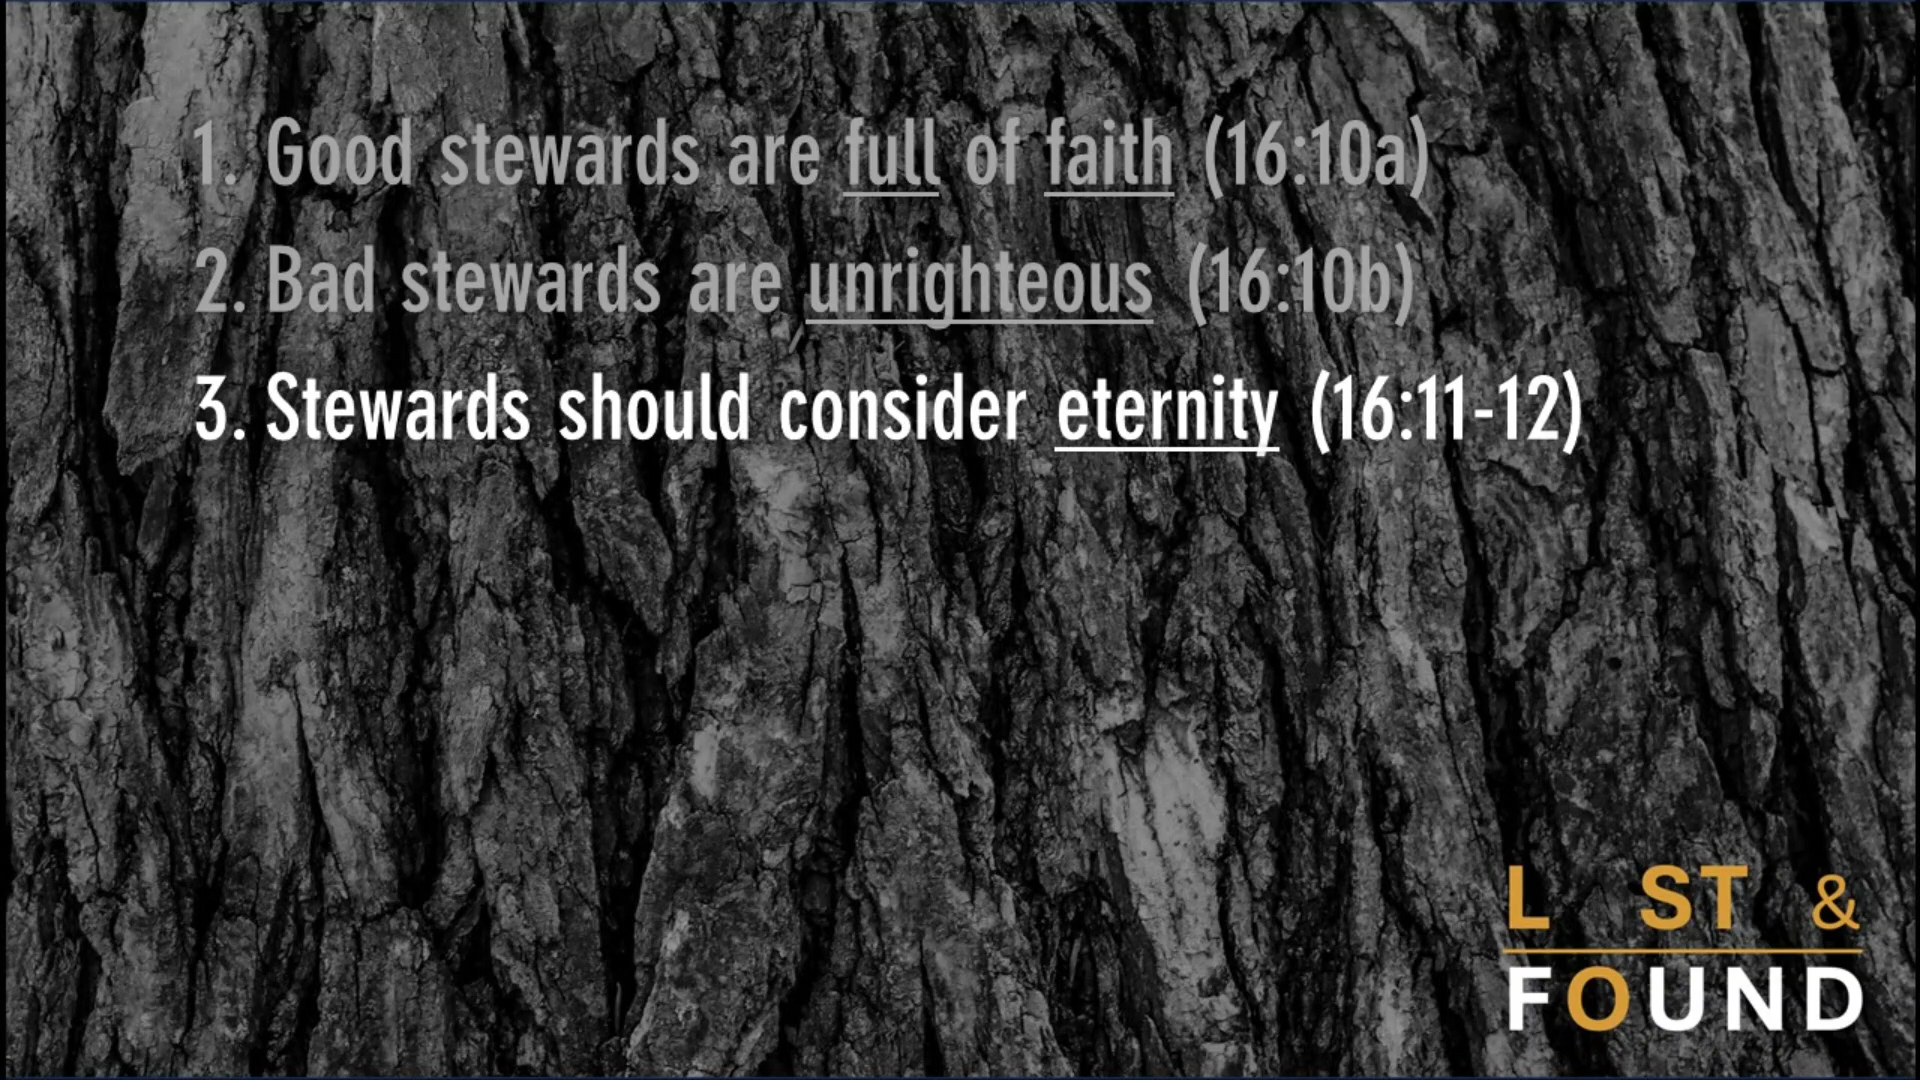 1. Good stewards are full of faith (16:10a)
2. Bad stewards are unrighteous (16:10b)
3. Stewards should consider eternity (16:11-12)
L ST &
FOUND